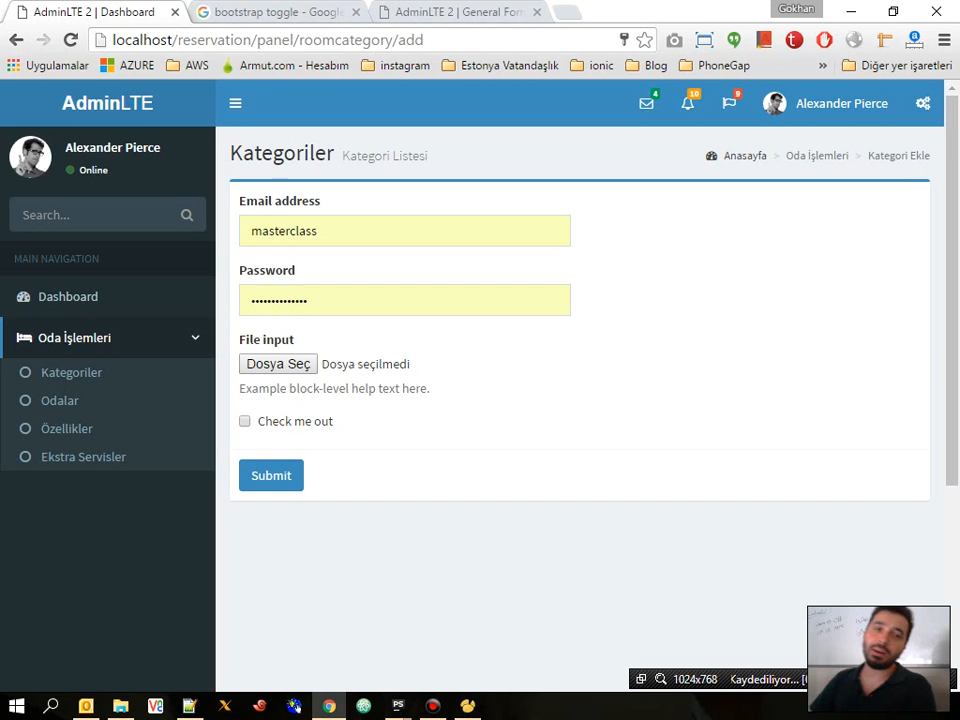 AdminLTE 2 | Dashboard
bootstrap toggle - Google
AdminLTE 2 | General Form
Gökhan
localhost/reservation/panel/roomcategory/add
Uygulamalar
AZURE
AWS
Armut.com - Hesabım
instagram
Estonya Vatandaşlık
ionic
Blog
PhoneGap
»
Diğer yer işaretleri
AdminLTE
4
10
9
Alexander Pierce
Alexander Pierce
Online
Search...
MAIN NAVIGATION
Dashboard
Oda İşlemleri
Kategoriler
Odalar
Özellikler
Ekstra Servisler
Kategoriler Kategori Listesi
Anasayfa > Oda İşlemleri > Kategori Ekle
Email address
masterclass
Password
••••••••••••••
File input
Dosya Seç Dosya seçilmedi
Example block-level help text here.
Check me out
Submit
1024x768 Kaydediliyor...